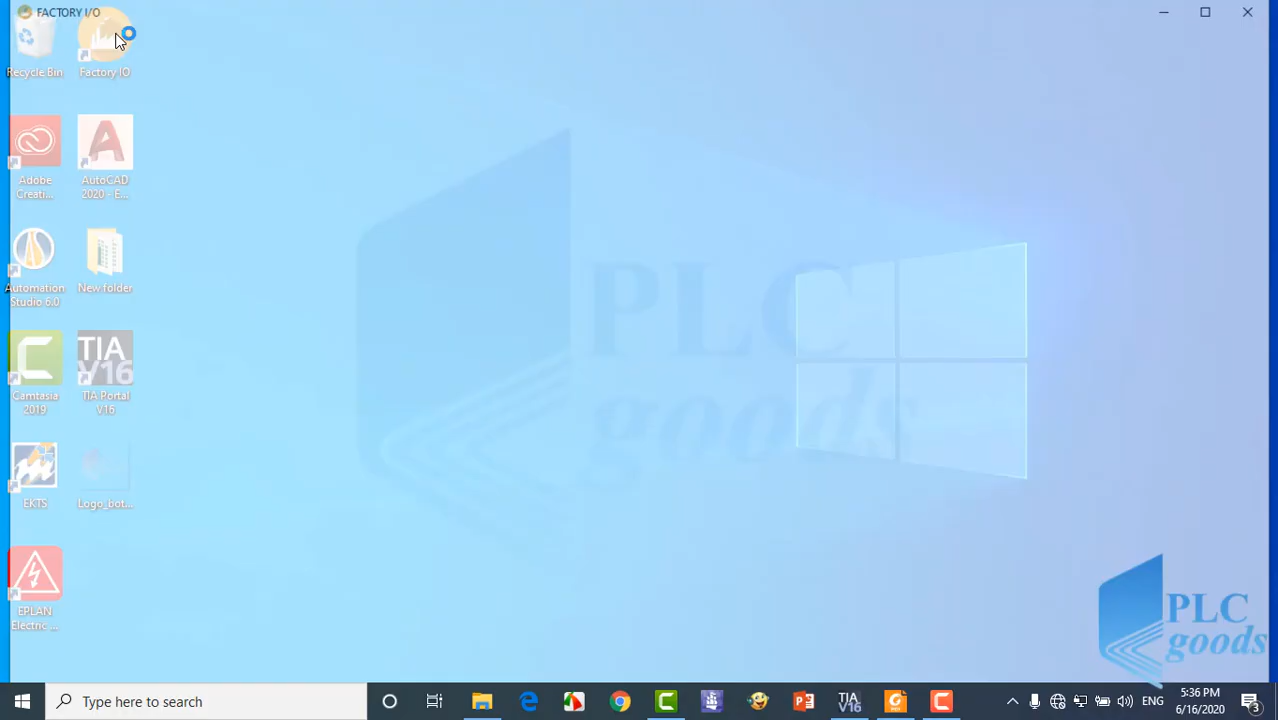 FACTORY I/O
Recycle Bin
Factory IO
Adobe
Creati...
AutoCAD
2020 - E...
Automation
Studio 6.0
New folder
Camtasia
2019
TIA
V16
TIA Portal
V16
EKTS
Logo_bot...
EPLAN
Electric ...
PLC
goods
PLC
goods
Type here to search
TIA
V16
ENG
5:36 PM
6/16/2020
3